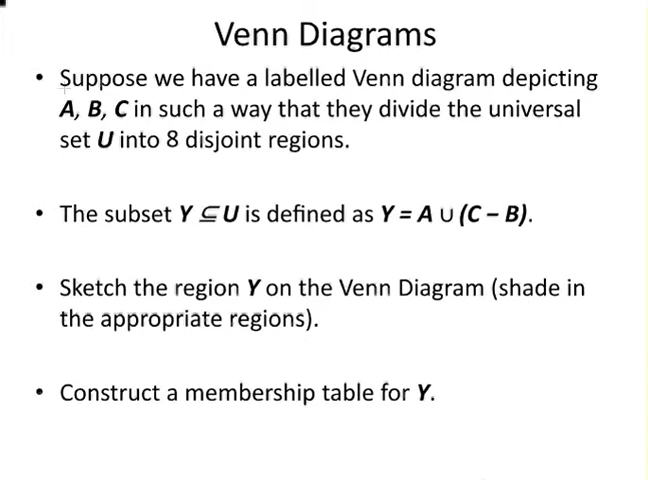 Venn Diagrams
• Suppose we have a labelled Venn diagram depicting
A, B, C in such a way that they divide the universal
set U into 8 disjoint regions.
• The subset Y ⊆ U is defined as Y = A ∪ (C – B).
• Sketch the region Y on the Venn Diagram (shade in
the appropriate regions).
• Construct a membership table for Y.